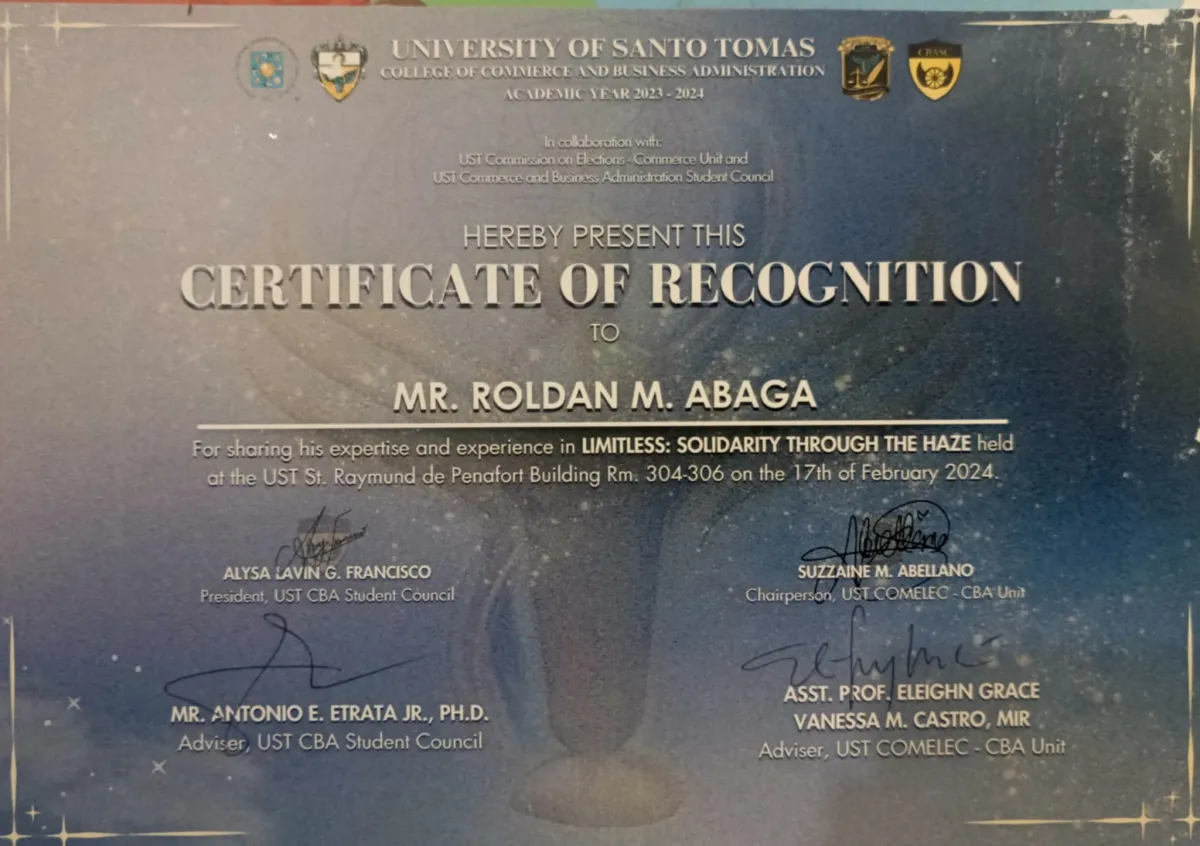 UNIVERSITY OF SANTO TOMAS
COLLEGE OF COMMERCE AND BUSINESS ADMINISTRATION
ACADEMIC YEAR 2023 - 2024
CBASC
In collaboration with:
UST Commission on Elections - Commerce Unit and
UST Commerce and Business Administration Student Council
HEREBY PRESENT THIS
CERTIFICATE OF RECOGNITION
TO
MR. ROLDAN M. ABAGA
For sharing his expertise and experience in LIMITLESS: SOLIDARITY THROUGH THE HAZE held
at the UST St. Raymund de Penafort Building Rm. 304-306 on the 17th of February 2024.
ALYSA LAVIN G. FRANCISCO
President, UST CBA Student Council
SUZZAINE M. ABELLANO
Chairperson, UST COMELEC - CBA Unit
MR. ANTONIO E. ETRATA JR., PH.D.
Adviser, UST CBA Student Council
ASST. PROF. ELEIGHN GRACE
VANESSA M. CASTRO, MIR
Adviser, UST COMELEC - CBA Unit